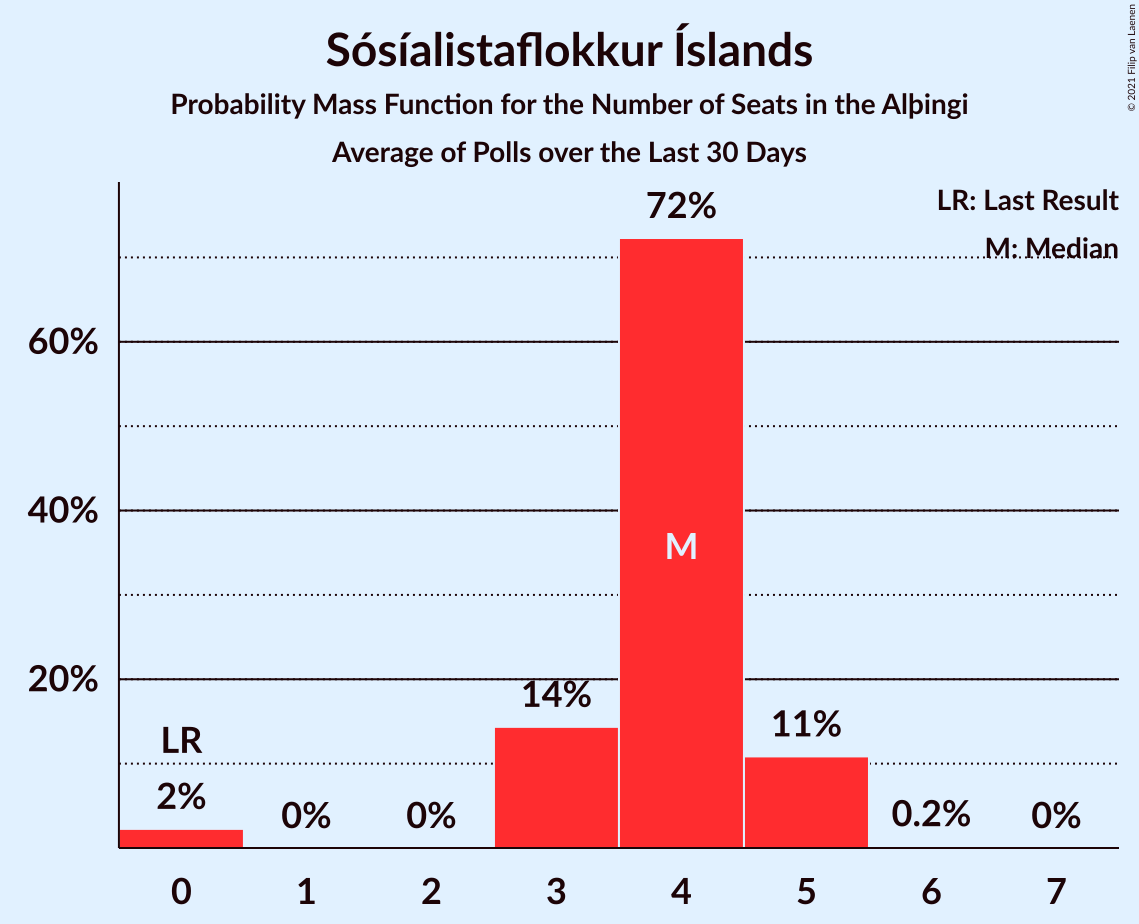 Sósíalistaflokkur Íslands
Probability Mass Function for the Number of Seats in the Alþingi
Average of Polls over the Last 30 Days
© 2021 Filip van Laenen
LR: Last Result
M: Median
72%
60%
40%
M
20%
14%
11%
LR
2%
0%
0%
0.2%
0%
0
1
2
3
4
5
6
7